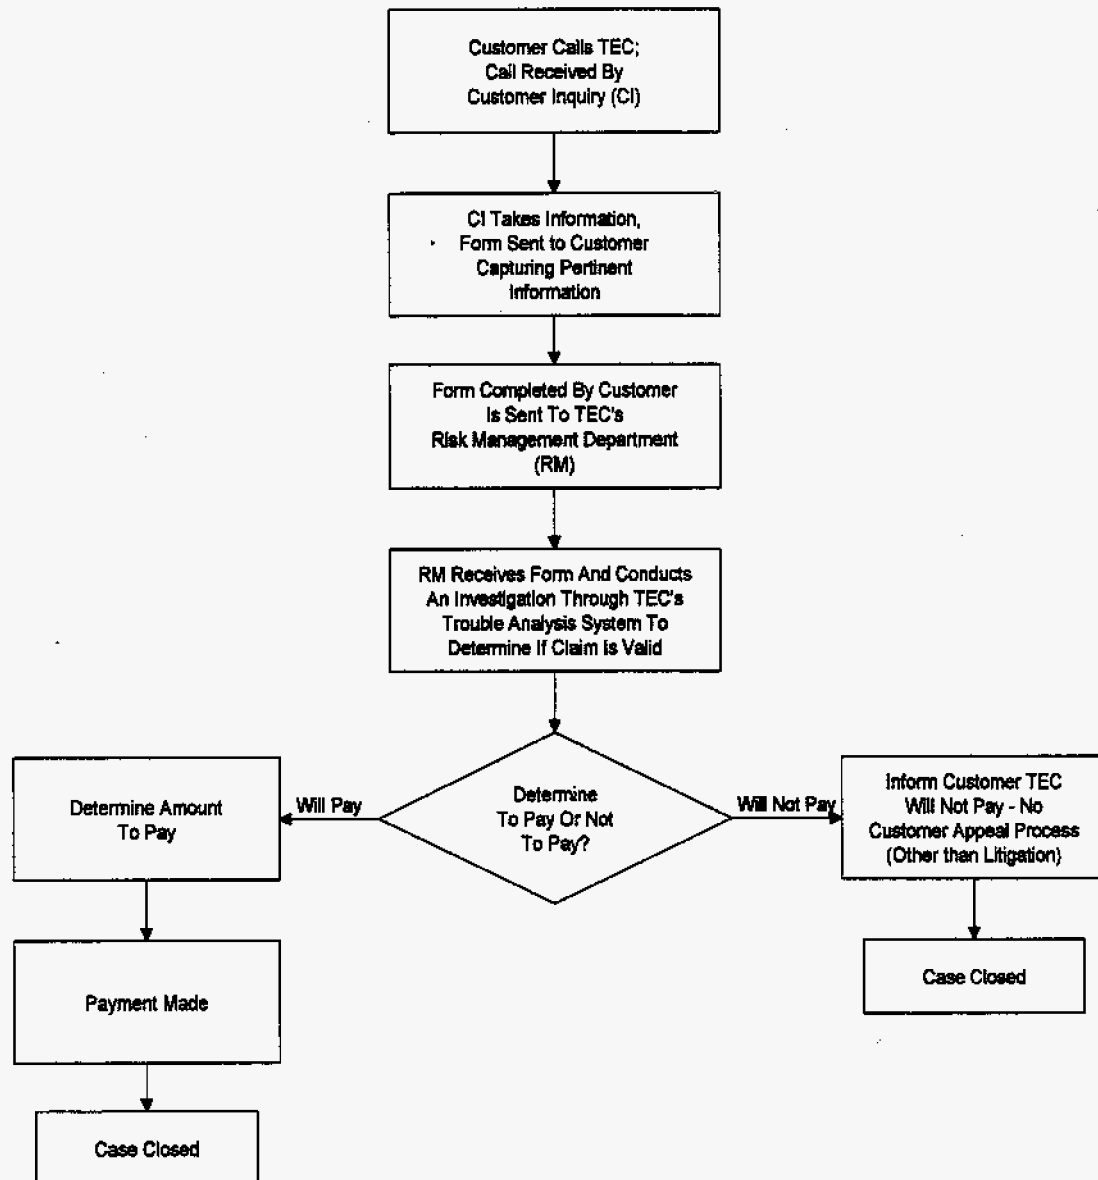 Customer Calls TEC;
Call Received By
Customer Inquiry (CI)
CI Takes Information,
Form Sent to Customer
Capturing Pertinent
Information
Form Completed By Customer
Is Sent To TEC's
Risk Management Department
(RM)
RM Receives Form And Conducts
An Investigation Through TEC's
Trouble Analysis System To
Determine If Claim Is Valid
Determine
To Pay Or Not
To Pay?
Will Pay
Will Not Pay
Determine Amount
To Pay
Inform Customer TEC
Will Not Pay - No
Customer Appeal Process
(Other than Litigation)
Payment Made
Case Closed
Case Closed